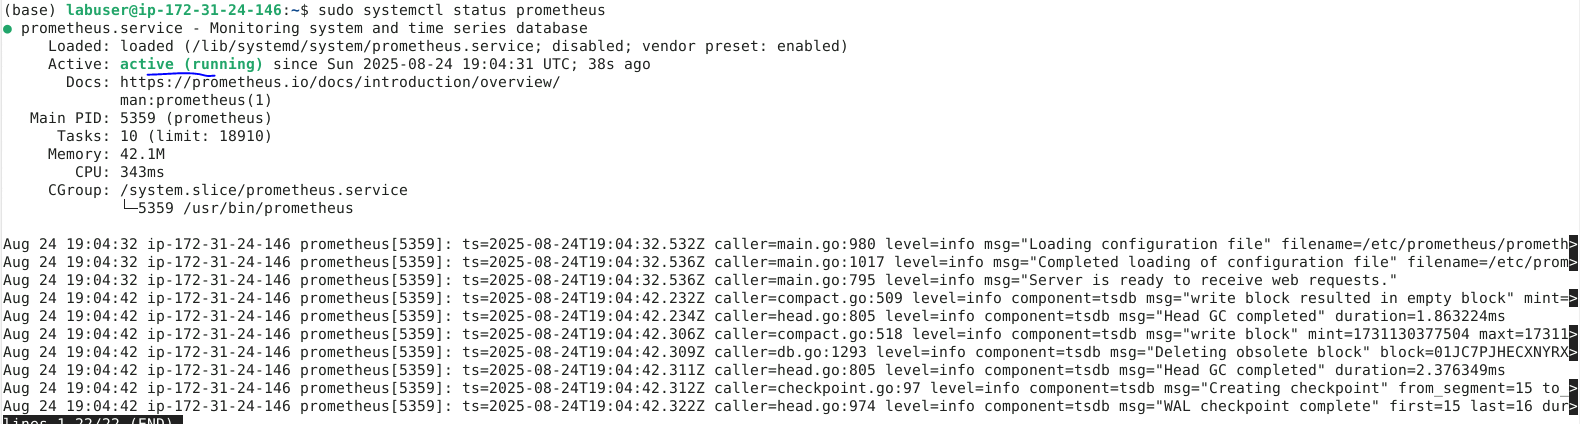 (base) labuser@ip-172-31-24-146:~$ sudo systemctl status prometheus
● prometheus.service - Monitoring system and time series database
     Loaded: loaded (/lib/systemd/system/prometheus.service; disabled; vendor preset: enabled)
     Active: active (running) since Sun 2025-08-24 19:04:31 UTC; 38s ago
       Docs: https://prometheus.io/docs/introduction/overview/
             man:prometheus(1)
   Main PID: 5359 (prometheus)
      Tasks: 10 (limit: 18910)
     Memory: 42.1M
        CPU: 343ms
     CGroup: /system.slice/prometheus.service
             └─5359 /usr/bin/prometheus

Aug 24 19:04:32 ip-172-31-24-146 prometheus[5359]: ts=2025-08-24T19:04:32.532Z caller=main.go:980 level=info msg="Loading configuration file" filename=/etc/prometheus/prometh>
Aug 24 19:04:32 ip-172-31-24-146 prometheus[5359]: ts=2025-08-24T19:04:32.536Z caller=main.go:1017 level=info msg="Completed loading of configuration file" filename=/etc/prom>
Aug 24 19:04:32 ip-172-31-24-146 prometheus[5359]: ts=2025-08-24T19:04:32.536Z caller=main.go:795 level=info msg="Server is ready to receive web requests."
Aug 24 19:04:42 ip-172-31-24-146 prometheus[5359]: ts=2025-08-24T19:04:42.232Z caller=compact.go:509 level=info component=tsdb msg="write block resulted in empty block" mint=>
Aug 24 19:04:42 ip-172-31-24-146 prometheus[5359]: ts=2025-08-24T19:04:42.234Z caller=head.go:805 level=info component=tsdb msg="Head GC completed" duration=1.863224ms
Aug 24 19:04:42 ip-172-31-24-146 prometheus[5359]: ts=2025-08-24T19:04:42.306Z caller=compact.go:518 level=info component=tsdb msg="write block" mint=1731130377504 maxt=17311>
Aug 24 19:04:42 ip-172-31-24-146 prometheus[5359]: ts=2025-08-24T19:04:42.309Z caller=db.go:1293 level=info component=tsdb msg="Deleting obsolete block" block=01JC7PJHECXNYRX>
Aug 24 19:04:42 ip-172-31-24-146 prometheus[5359]: ts=2025-08-24T19:04:42.311Z caller=head.go:805 level=info component=tsdb msg="Head GC completed" duration=2.376349ms
Aug 24 19:04:42 ip-172-31-24-146 prometheus[5359]: ts=2025-08-24T19:04:42.312Z caller=checkpoint.go:97 level=info component=tsdb msg="Creating checkpoint" from_segment=15 to_>
Aug 24 19:04:42 ip-172-31-24-146 prometheus[5359]: ts=2025-08-24T19:04:42.322Z caller=head.go:974 level=info component=tsdb msg="WAL checkpoint complete" first=15 last=16 dur>
lines 1-22/22 (END)